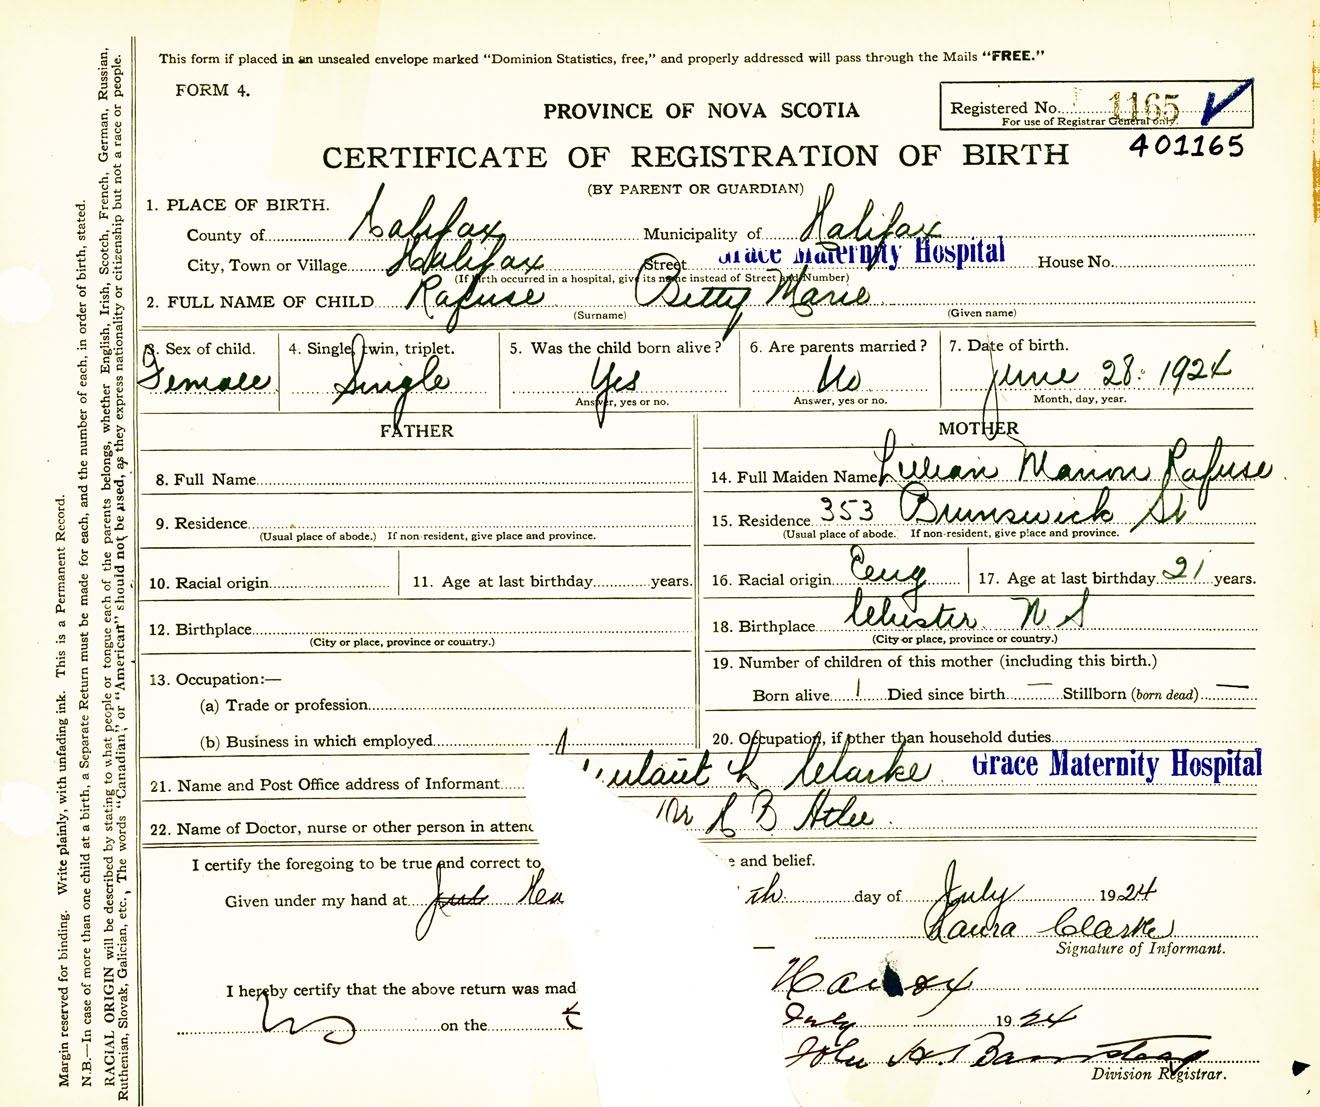 This form if placed in an unsealed envelope marked “Dominion Statistics, free,” and properly addressed will pass through the Mails “FREE.”
FORM 4.
Registered No. 1165
For use of Registrar General only.
PROVINCE OF NOVA SCOTIA
401165
CERTIFICATE OF REGISTRATION OF BIRTH
(BY PARENT OR GUARDIAN)
1. PLACE OF BIRTH.
County of Halifax Municipality of Halifax
City, Town or Village Halifax Street Grace Maternity Hospital House No.
(If birth occurred in a hospital, give its name instead of Street and Number)
2. FULL NAME OF CHILD Rafuse Betty Marie
(Surname) (Given name)
3. Sex of child. 4. Single, twin, triplet. 5. Was the child born alive? 6. Are parents married? 7. Date of birth.
Female Single Yes No June 28. 1924
Answer, yes or no. Answer, yes or no. Month, day, year.
FATHER MOTHER
8. Full Name 14. Full Maiden Name Lillian Marion Rafuse
9. Residence 15. Residence 353 Brunswick St
(Usual place of abode.) If non-resident, give place and province. (Usual place of abode. If non-resident, give place and province.)
10. Racial origin 11. Age at last birthday years. 16. Racial origin Eng 17. Age at last birthday 21 years.
12. Birthplace 18. Birthplace Chester N S
(City or place, province or country.) (City or place, province or country.)
19. Number of children of this mother (including this birth.)
13. Occupation:—
Born alive 1 Died since birth — Stillborn (born dead) —
(a) Trade or profession
(b) Business in which employed 20. Occupation, if other than household duties
21. Name and Post Office address of Informant L Clarke Grace Maternity Hospital
22. Name of Doctor, nurse or other person in attend Dr H B Atlee
I certify the foregoing to be true and correct to and belief.
Given under my hand at th day of July 1924
Laura Clarke
Signature of Informant.
I hereby certify that the above return was mad Halifax
on the July 1924
John H. Barnstead
Division Registrar.
Margin reserved for binding. Write plainly, with unfading ink. This is a Permanent Record.
N.B.—In case of more than one child at a birth, a Separate Return must be made for each, and the number of each, in order of birth, stated.
RACIAL ORIGIN will be described by stating to what people or tongue each of the parents belongs, whether English, Irish, Scotch, French, German, Russian,
Ruthenian, Slovak, Galician, etc., The words “Canadian,” or “American” should not be used, as they express nationality or citizenship but not a race or people.